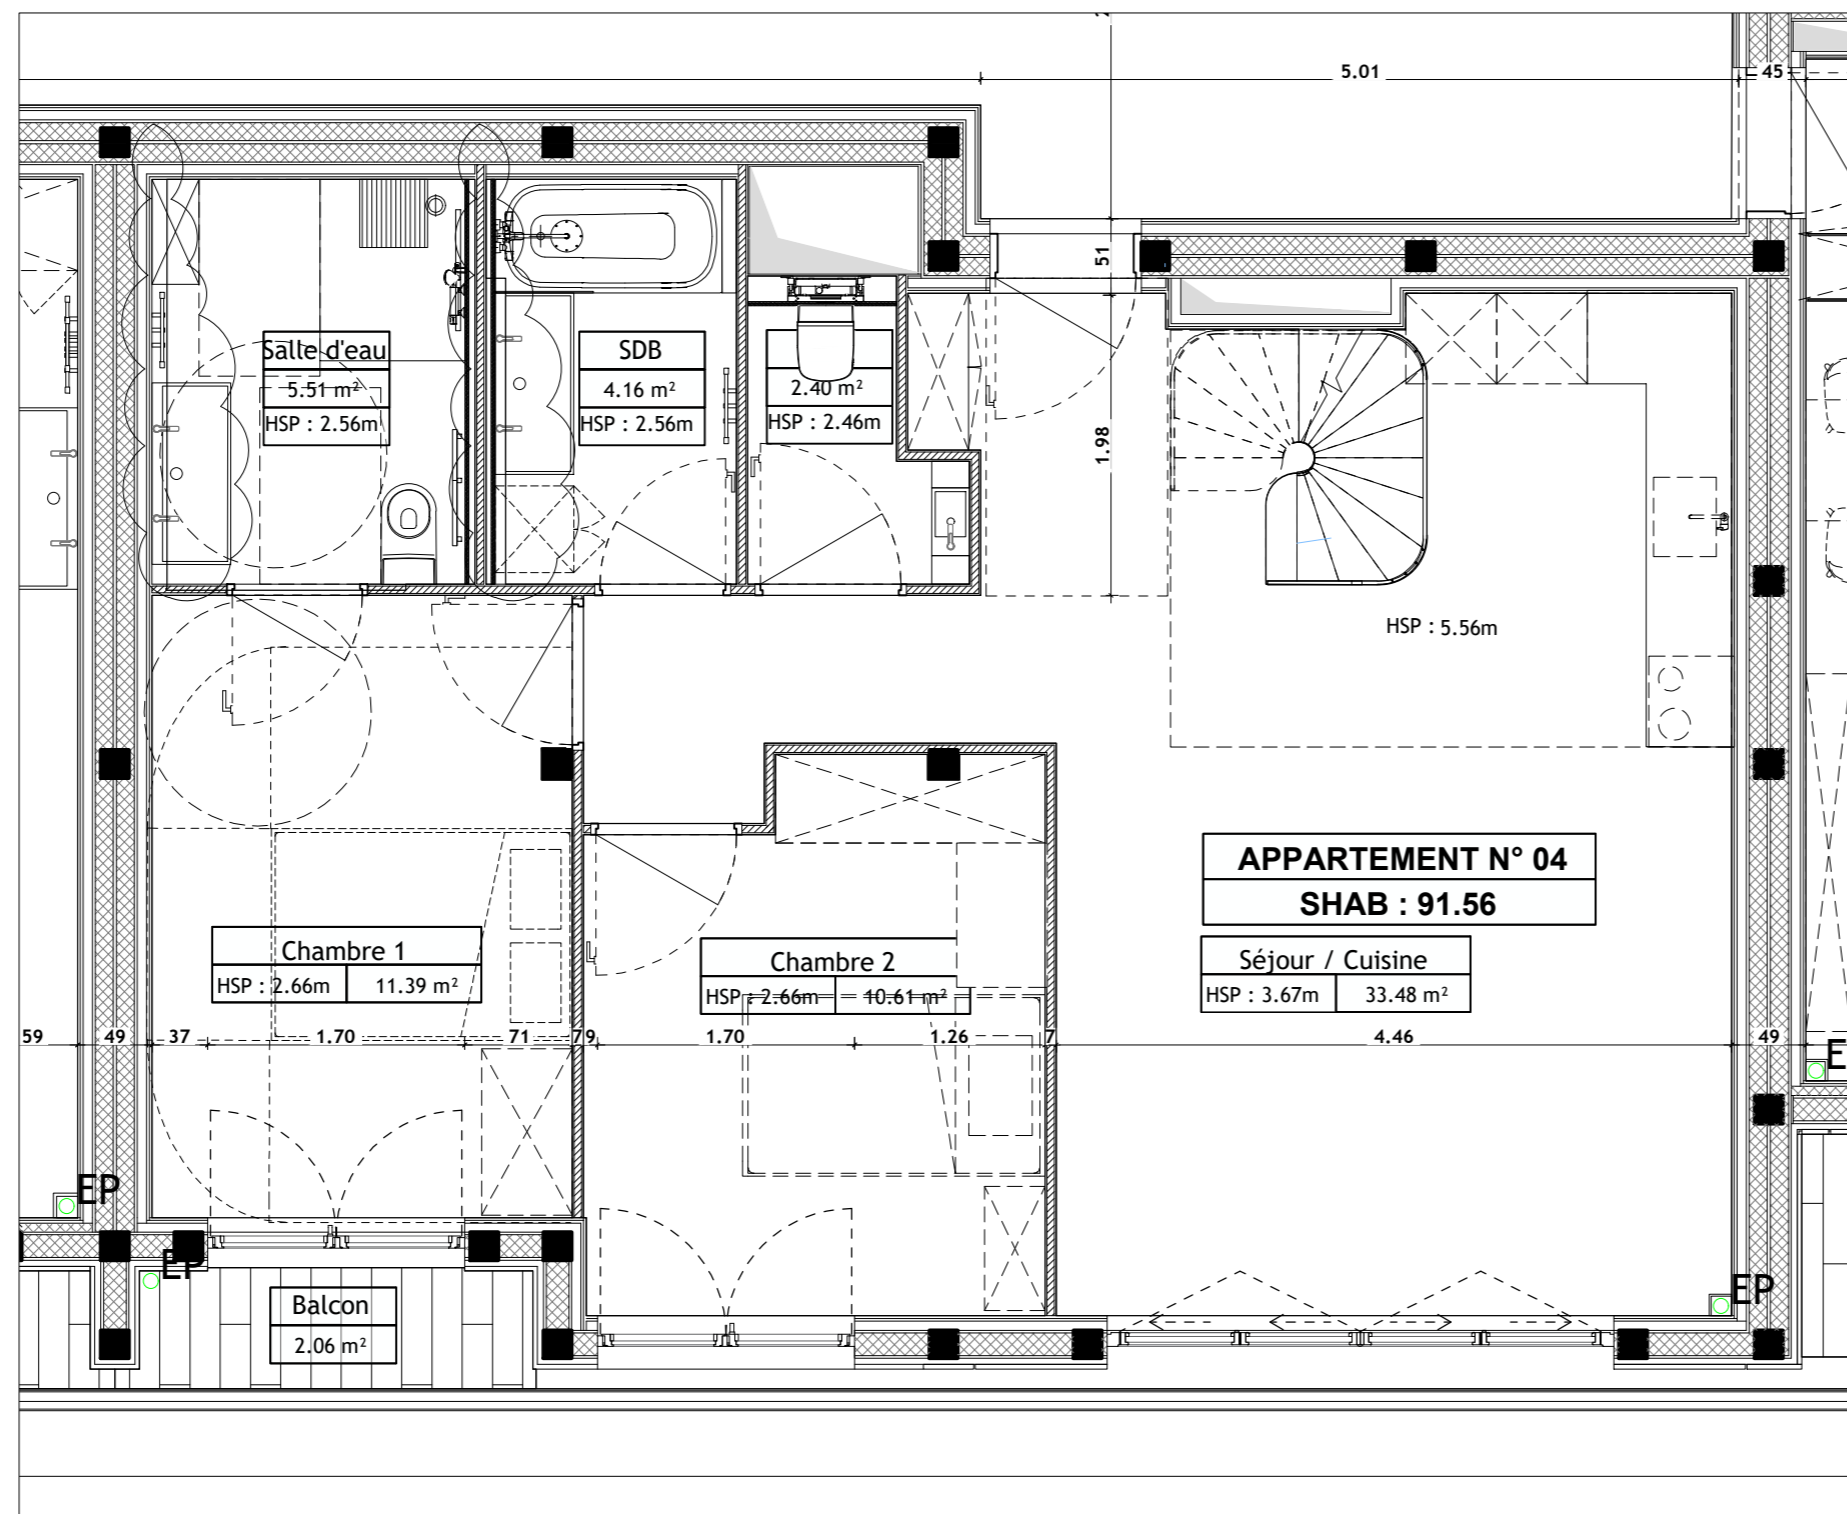 5.01
45
51
1.98
Salle d'eau
5.51 m²
HSP : 2.56m
SDB
4.16 m²
HSP : 2.56m
2.40 m²
HSP : 2.46m
HSP : 5.56m
APPARTEMENT N° 04
SHAB : 91.56
Chambre 1
HSP : 2.66m
11.39 m²
Chambre 2
HSP : 2.66m
10.61 m²
Séjour / Cuisine
HSP : 3.67m
33.48 m²
59
49
37
1.70
71
7
9
1.70
1.26
7
4.46
49
E
EP
EP
EP
Balcon
2.06 m²